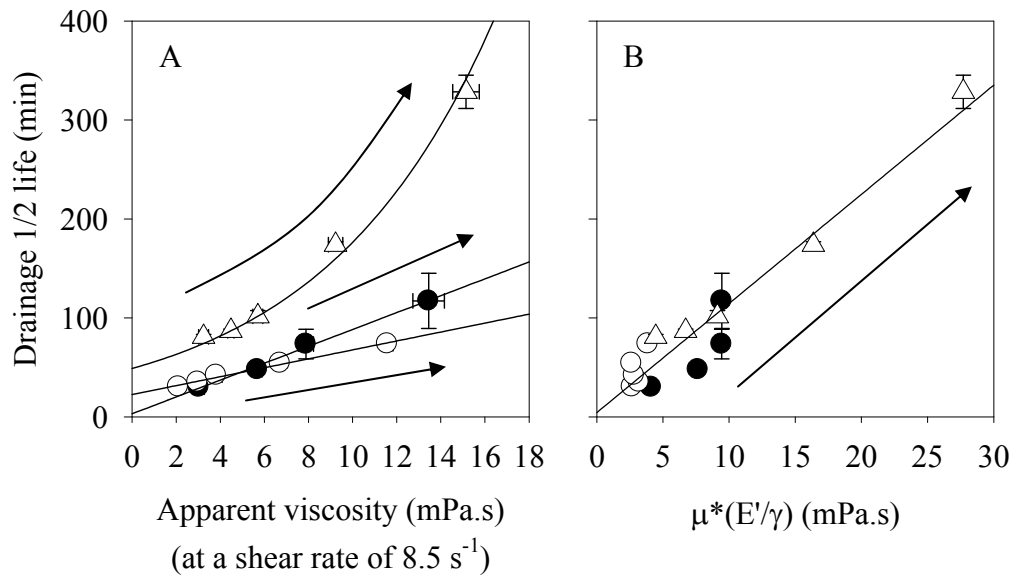 A
B
Drainage 1/2 life (min)
400
300
200
100
0
0 2 4 6 8 10 12 14 16 18
0 5 10 15 20 25 30
Apparent viscosity (mPa.s)
(at a shear rate of 8.5 s⁻¹)
μ*(E'/γ) (mPa.s)